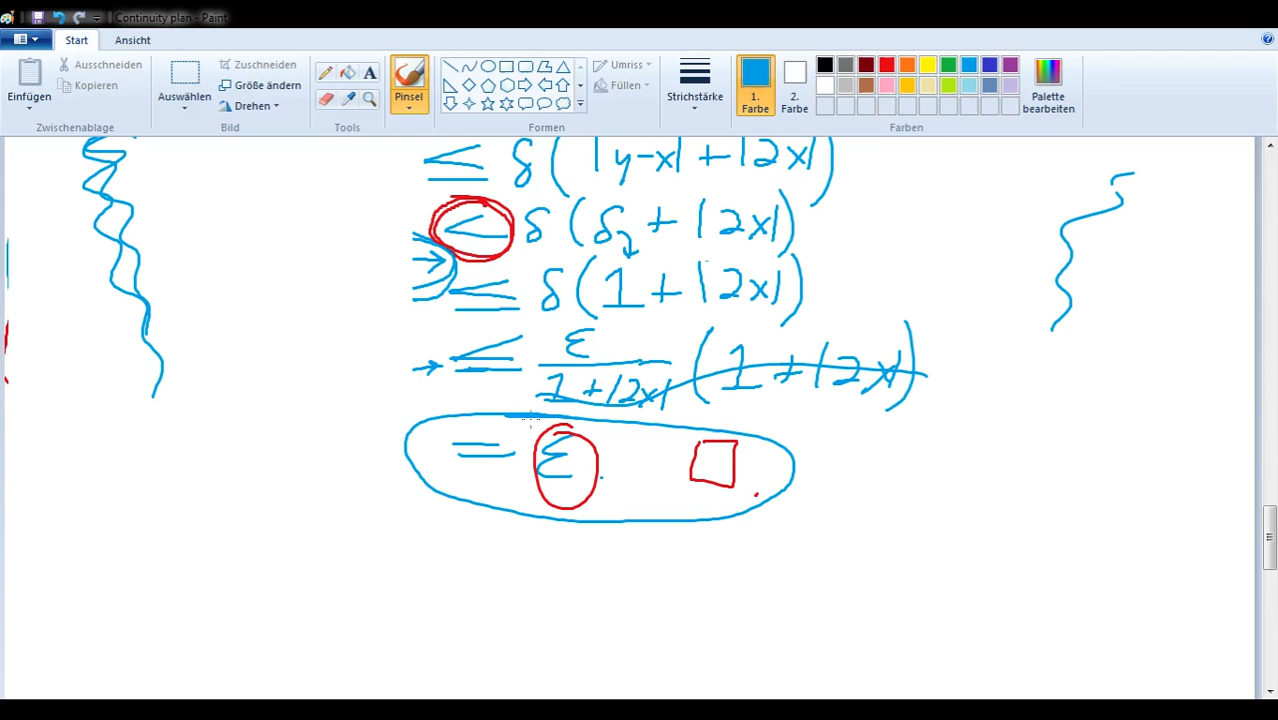 Continuity plan - Paint
Start Ansicht
Einfügen
Ausschneiden
Kopieren
Zwischenablage
Auswählen
Zuschneiden
Größe ändern
Drehen
Bild
A
Pinsel
Tools
Umriss
Füllen
Formen
Strichstärke
1. Farbe
2. Farbe
Palette bearbeiten
Farben
≤ δ(|y-x| + |2x|)
< δ(δ + |2x|)
≤ δ(1 + |2x|)
→ ≤ ε/(1+|2x|) (1 + |2x|)
= ε. □.